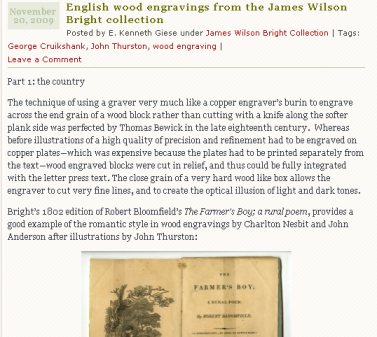 November
20, 2009
English wood engravings from the James Wilson
Bright collection
Posted by E. Kenneth Giese under James Wilson Bright Collection | Tags:
George Cruikshank, John Thurston, wood engraving |
Leave a Comment
Part 1: the country
The technique of using a graver very much like a copper engraver's burin to engrave
across the end grain of a wood block rather than cutting with a knife along the softer
plank side was perfected by Thomas Bewick in the late eighteenth century. Whereas
before illustrations of a high quality of precision and refinement had to be engraved on
copper plates—which was expensive because the plates had to be printed separately from
the text—wood engraved blocks were cut in relief, and thus could be fully integrated
with the letter press text. The close grain of a very hard wood like box allows the
engraver to cut very fine lines, and to create the optical illusion of light and dark tones.
Bright's 1802 edition of Robert Bloomfield's The Farmer's Boy; a rural poem, provides a
good example of the romantic style in wood engravings by Charlton Nesbit and John
Anderson after illustrations by John Thurston:
THE
FARMER'S BOY;
A RURAL POEM.
By ROBERT BLOOMFIELD.